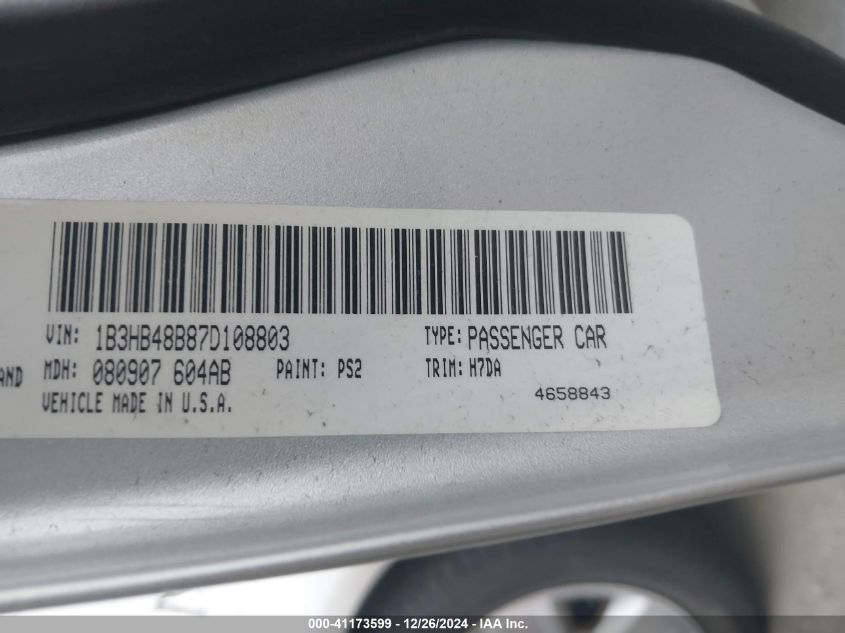 VIN: 1B3HB48B87D108803 TYPE: PASSENGER CAR
AND MDH: 080907 604AB PAINT: PS2 TRIM: H7DA
VEHICLE MADE IN U.S.A. 4658843
000-41173599 - 12/26/2024 - IAA Inc.